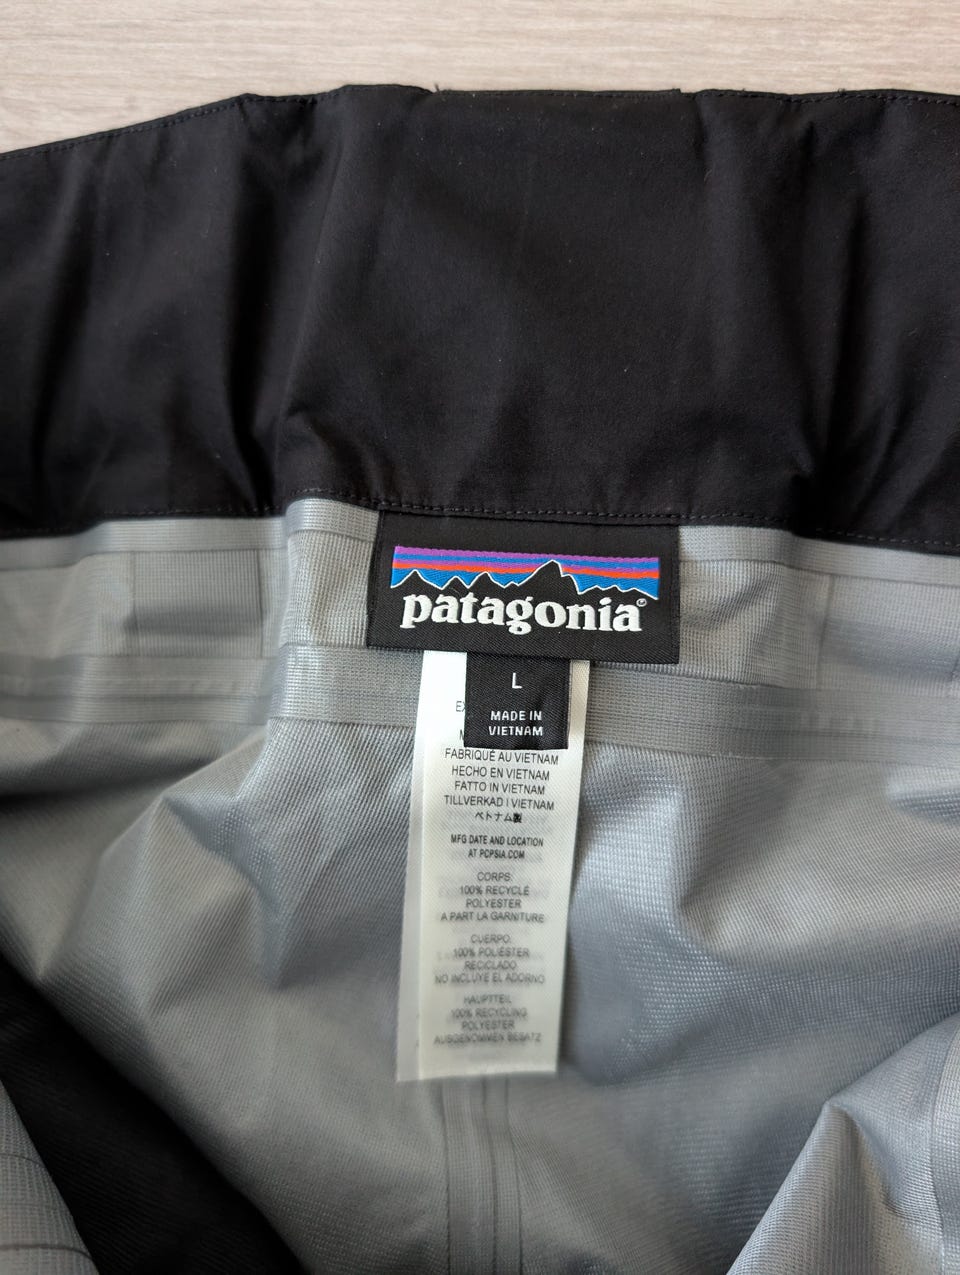 patagonia®
L
MADE IN
VIETNAM
FABRIQUÉ AU VIETNAM
HECHO EN VIETNAM
FATTO IN VIETNAM
TILLVERKAD I VIETNAM
ベトナム製
MFG DATE AND LOCATION
AT PCPSIA.COM
CORPS:
100% RECYCLÉ
POLYESTER
A PART LA GARNITURE
CUERPO:
100% POLIÉSTER
RECICLADO
NO INCLUYE EL ADORNO
HAUPTTEIL
100% RECYCLING
POLYESTER
AUSGENOMMEN BESATZ